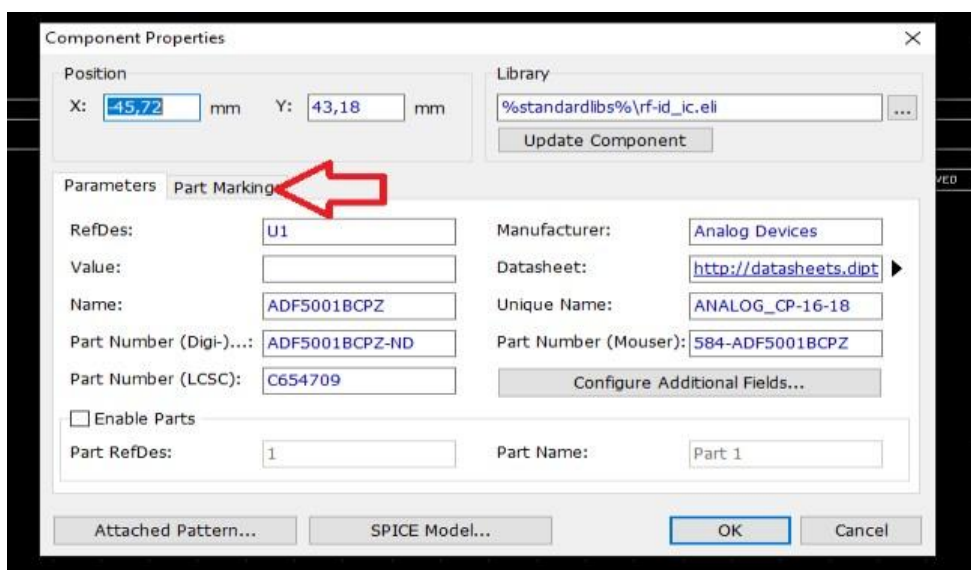 Component Properties
Position
X: -45,72 mm Y: 43,18 mm
Library
%standardlibs%\rf-id_ic.eli ...
Update Component
Parameters Part Marking
VED
RefDes: U1 Manufacturer: Analog Devices
Value: Datasheet: http://datasheets.dipt
Name: ADF5001BCPZ Unique Name: ANALOG_CP-16-18
Part Number (Digi-)...: ADF5001BCPZ-ND Part Number (Mouser): 584-ADF5001BCPZ
Part Number (LCSC): C654709 Configure Additional Fields...
Enable Parts
Part RefDes: 1 Part Name: Part 1
Attached Pattern... SPICE Model... OK Cancel